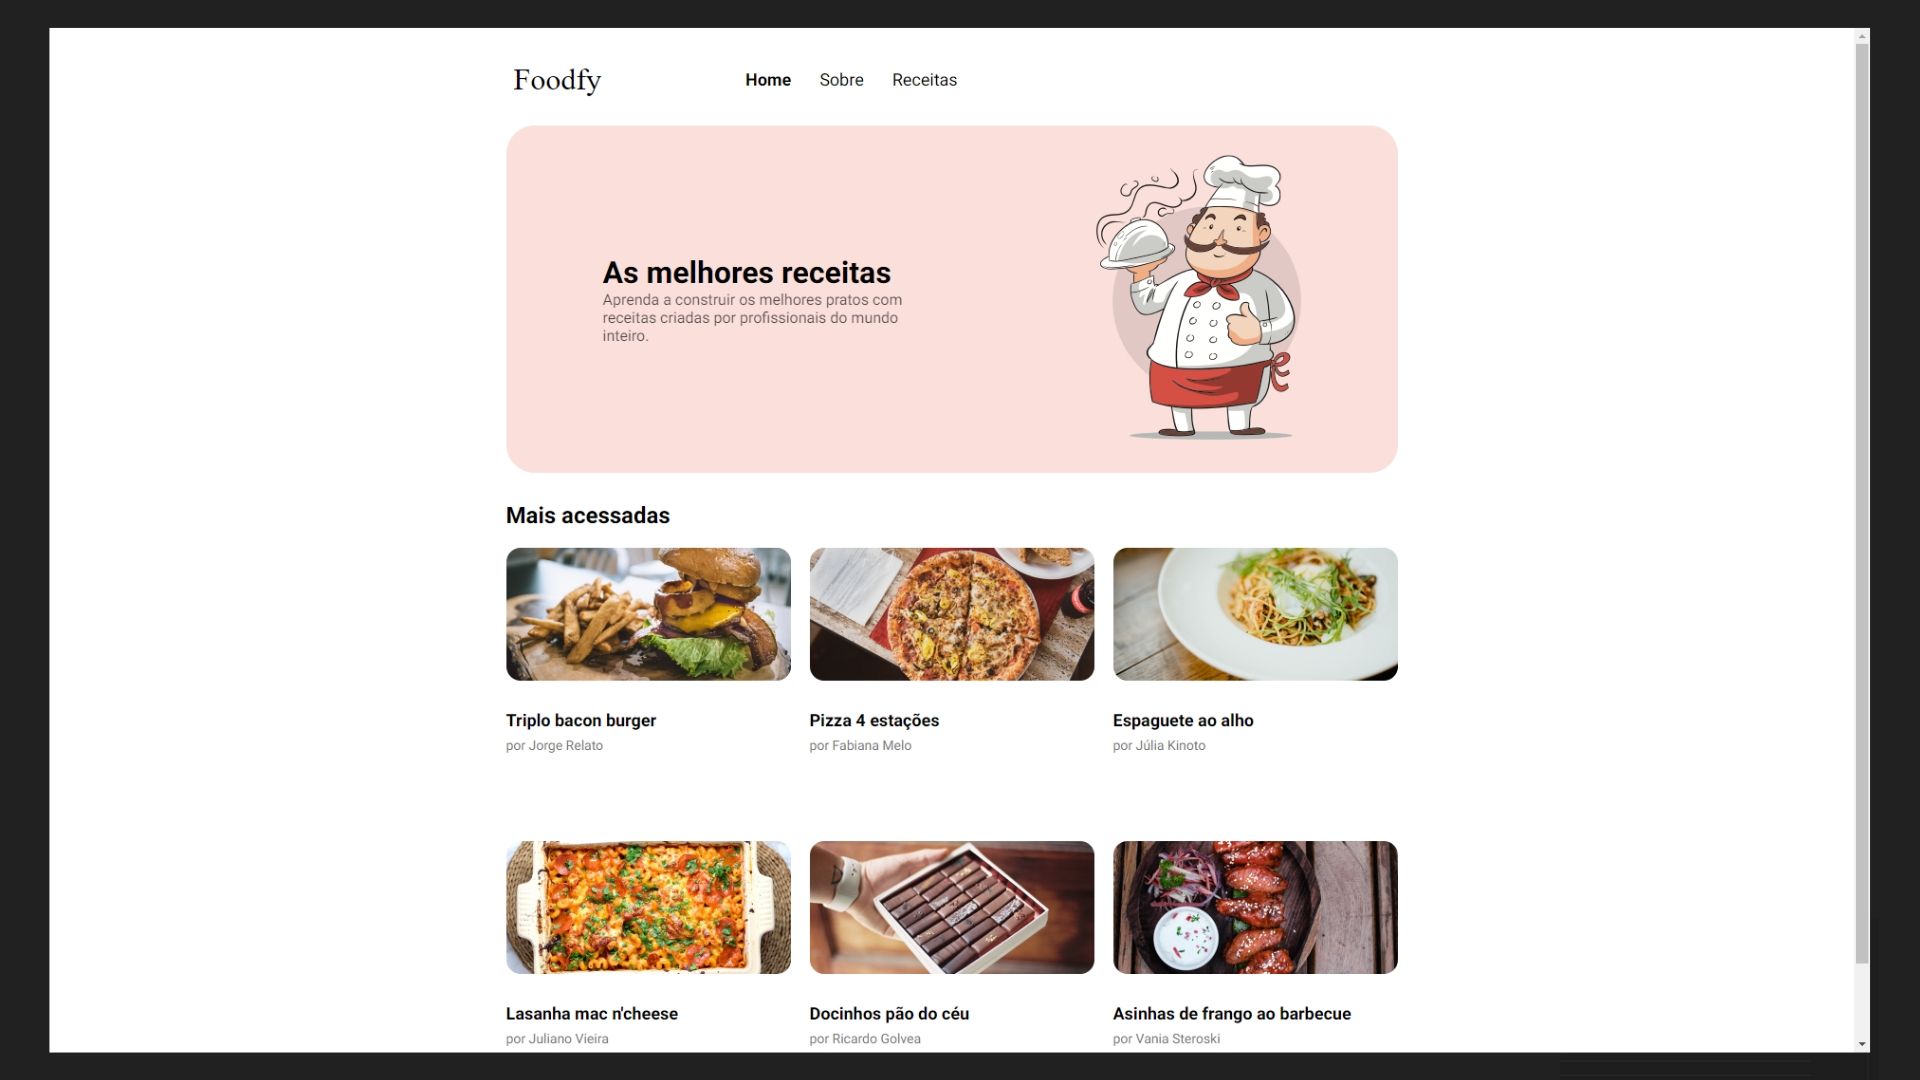 Foodfy
Home Sobre Receitas
As melhores receitas
Aprenda a construir os melhores pratos com
receitas criadas por profissionais do mundo
inteiro.
Mais acessadas
Triplo bacon burger
por Jorge Relato
Pizza 4 estações
por Fabiana Melo
Espaguete ao alho
por Júlia Kinoto
Lasanha mac n'cheese
por Juliano Vieira
Docinhos pão do céu
por Ricardo Golvea
Asinhas de frango ao barbecue
por Vania Steroski